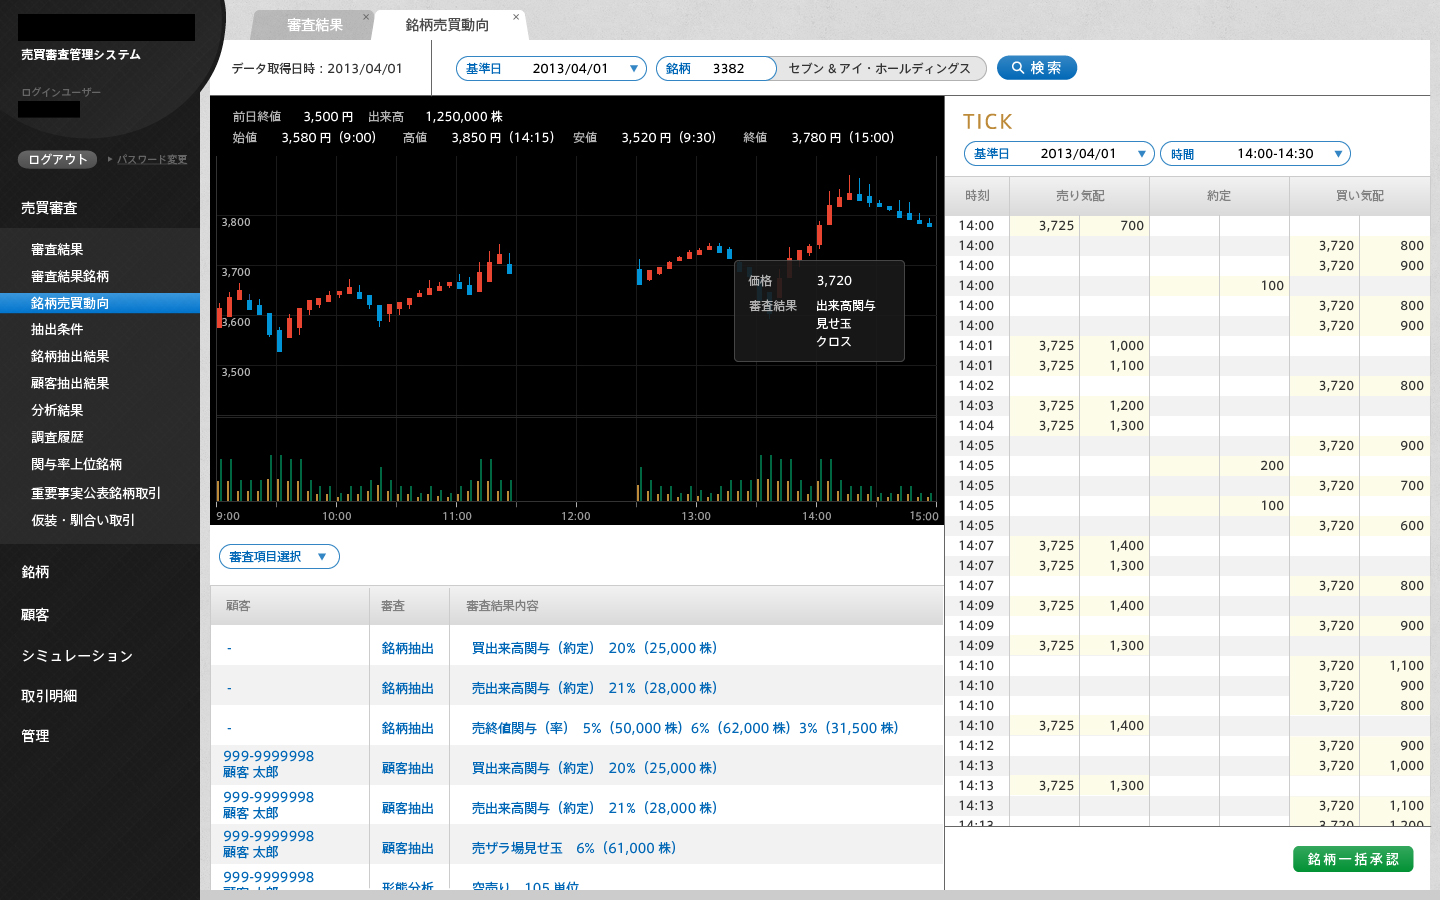 売買審査管理システム
ログインユーザー
ログアウト
パスワード変更
売買審査
審査結果
審査結果銘柄
銘柄売買動向
抽出条件
銘柄抽出結果
顧客抽出結果
分析結果
調査履歴
関与率上位銘柄
重要事実公表銘柄取引
仮装・馴合い取引
銘柄
顧客
シミュレーション
取引明細
管理
審査結果 ×
銘柄売買動向 ×
データ取得日時：2013/04/01
基準日 2013/04/01 ▼
銘柄 3382 セブン & アイ・ホールディングス
検索
前日終値 3,500 円 出来高 1,250,000 株
始値 3,580 円（9:00） 高値 3,850 円（14:15） 安値 3,520 円（9:30） 終値 3,780 円（15:00）
3,800
3,700
3,600
3,500
価格 3,720
審査結果 出来高関与
見せ玉
クロス
9:00 10:00 11:00 12:00 13:00 14:00 15:00
審査項目選択 ▼
顧客 審査 審査結果内容
- 銘柄抽出 買出来高関与（約定） 20%（25,000 株）
- 銘柄抽出 売出来高関与（約定） 21%（28,000 株）
- 銘柄抽出 売終値関与（率） 5%（50,000 株）6%（62,000 株）3%（31,500 株）
999-9999998
顧客 太郎 顧客抽出 買出来高関与（約定） 20%（25,000 株）
999-9999998
顧客 太郎 顧客抽出 売出来高関与（約定） 21%（28,000 株）
999-9999998
顧客 太郎 顧客抽出 売ザラ場見せ玉 6%（61,000 株）
999-9999998
顧客 太郎 形態分析 空売り 105 単位
TICK
基準日 2013/04/01 ▼ 時間 14:00-14:30 ▼
時刻 売り気配 約定 買い気配
14:00 3,725 700
14:00 3,720 800
14:00 3,720 900
14:00 100
14:00 3,720 800
14:00 3,720 900
14:01 3,725 1,000
14:01 3,725 1,100
14:02 3,720 800
14:03 3,725 1,200
14:04 3,725 1,300
14:05 3,720 900
14:05 200
14:05 3,720 700
14:05 100
14:05 3,720 600
14:07 3,725 1,400
14:07 3,725 1,300
14:07 3,720 800
14:09 3,725 1,400
14:09 3,720 900
14:09 3,725 1,300
14:10 3,720 1,100
14:10 3,720 900
14:10 3,720 800
14:10 3,725 1,400
14:12 3,720 900
14:13 3,720 1,000
14:13 3,725 1,300
14:13 3,720 1,100
14:13 3,720 1,200
銘柄一括承認